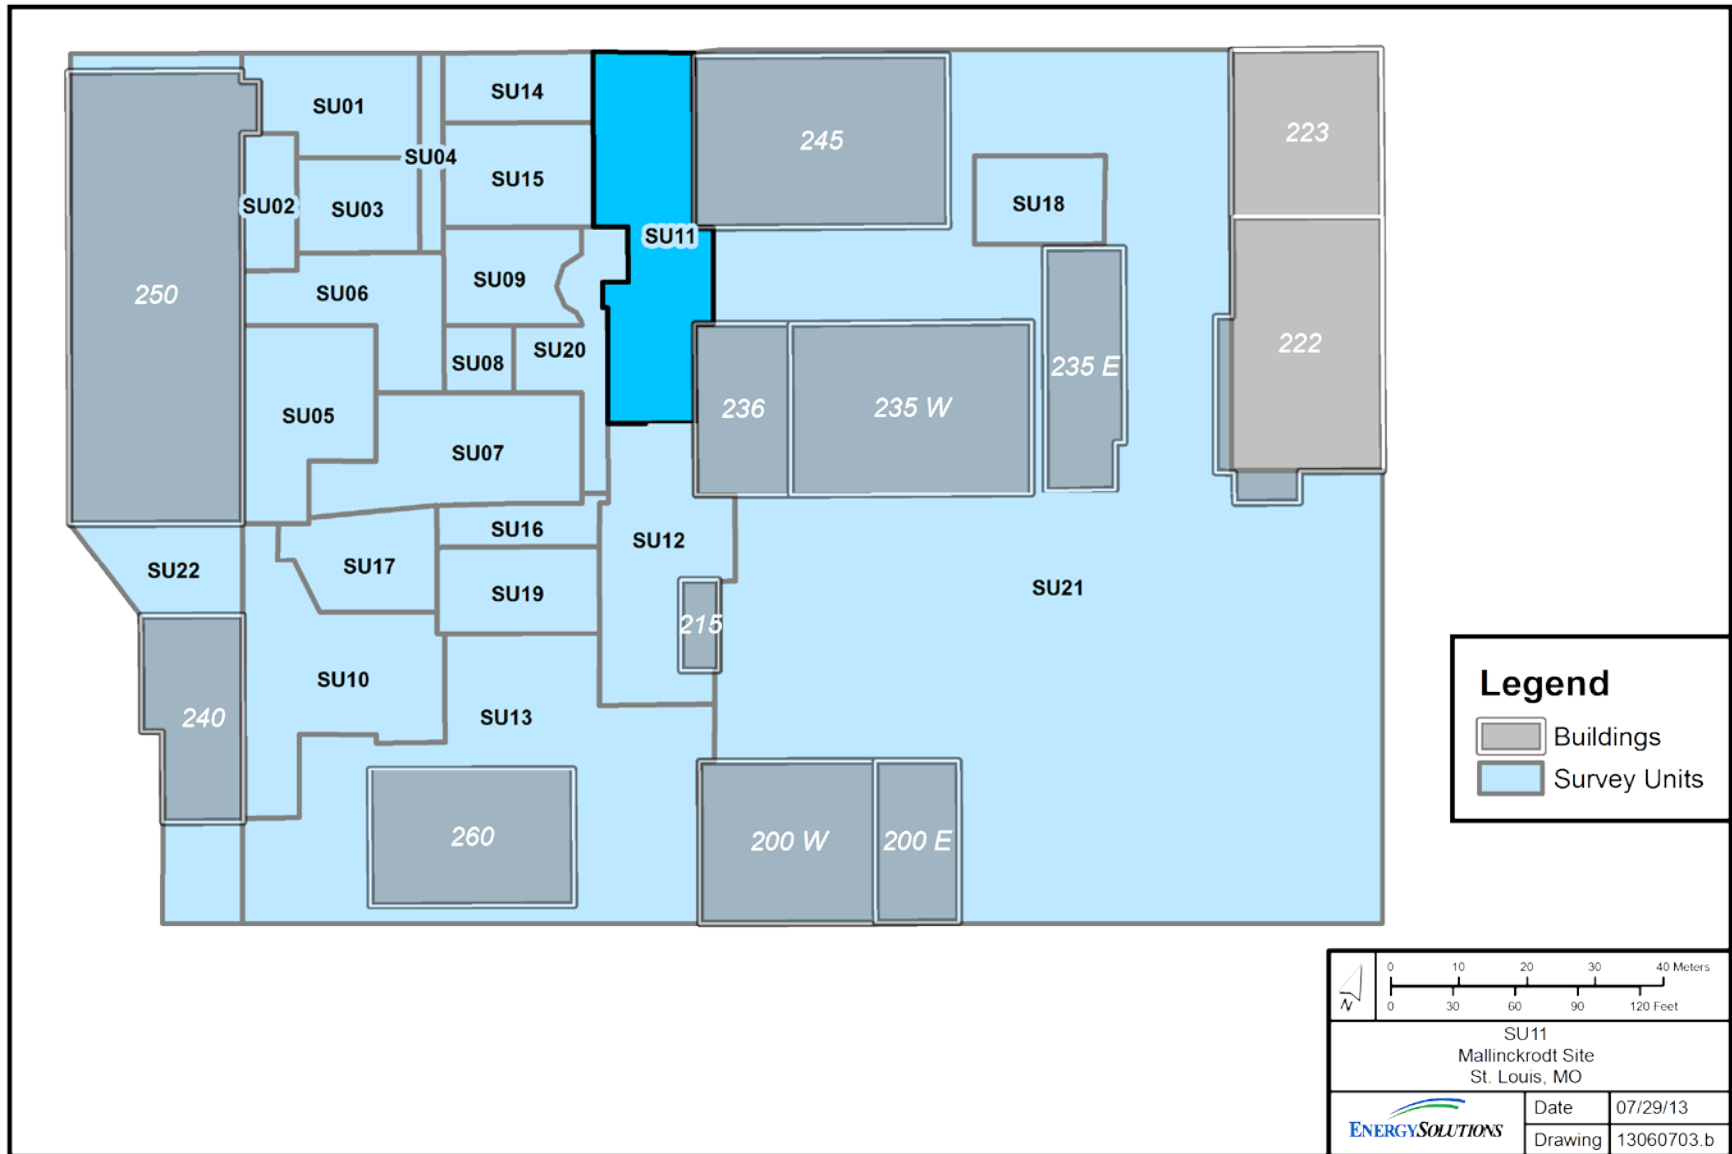 SU01
SU14
SU04
SU15
SU02
SU03
SU11
SU09
SU06
SU20
SU08
SU05
SU07
SU16
SU12
SU17
SU22
SU19
SU10
SU13
SU18
SU21
245
223
250
222
235 E
236
235 W
215
240
260
200 W
200 E
Legend
Buildings
Survey Units
N
0 10 20 30 40 Meters
0 30 60 90 120 Feet
SU11
Mallinckrodt Site
St. Louis, MO
ENERGYSOLUTIONS
Date 07/29/13
Drawing 13060703.b